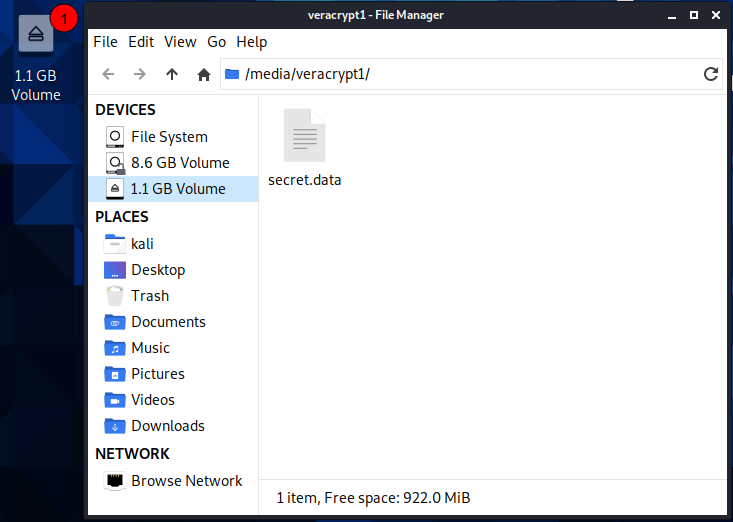 1
1.1 GB
Volume
veracrypt1 - File Manager
File Edit View Go Help
/media/veracrypt1/
DEVICES
File System
8.6 GB Volume
1.1 GB Volume
PLACES
kali
Desktop
Trash
Documents
Music
Pictures
Videos
Downloads
NETWORK
Browse Network
secret.data
1 item, Free space: 922.0 MiB